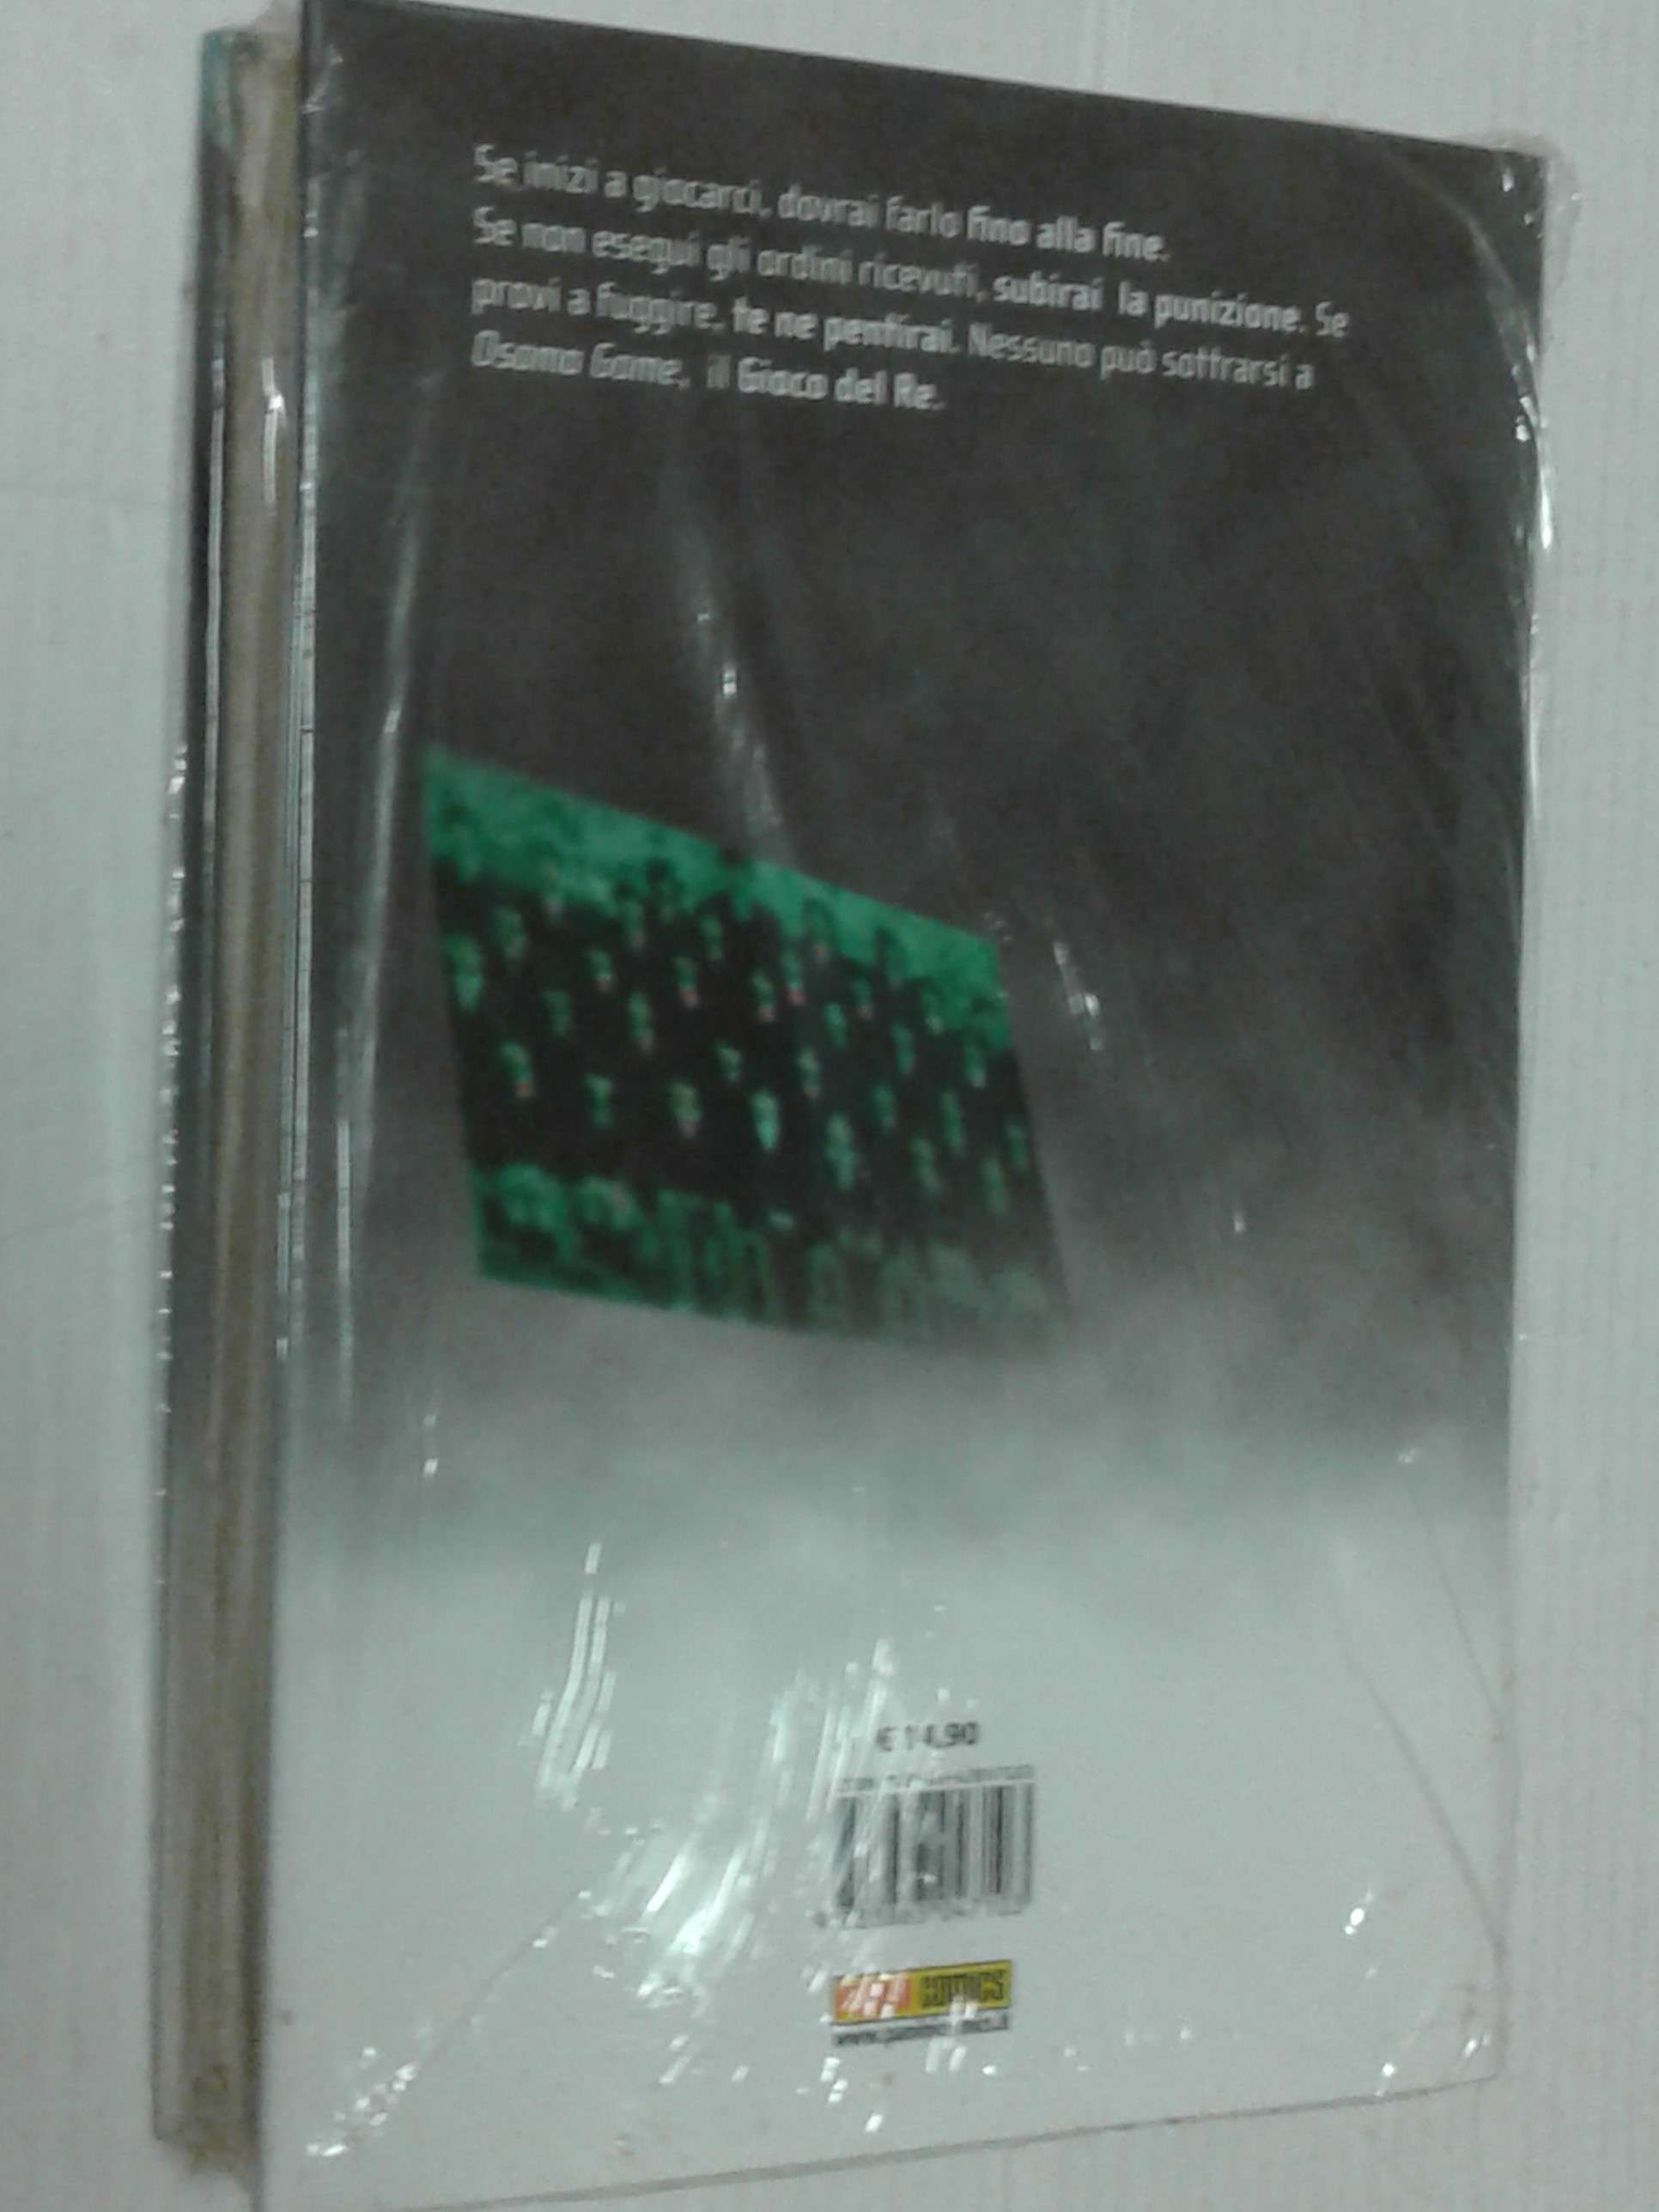 Se inizi a giocarci, dovrai farlo fino alla fine.
Se non esegui gli ordini ricevuti, subirai la punizione. Se
provi a fuggire, te ne pentirai. Nessuno può sottrarsi a
Osama Game, il Gioco del Re.
€ 14,90
COMICS